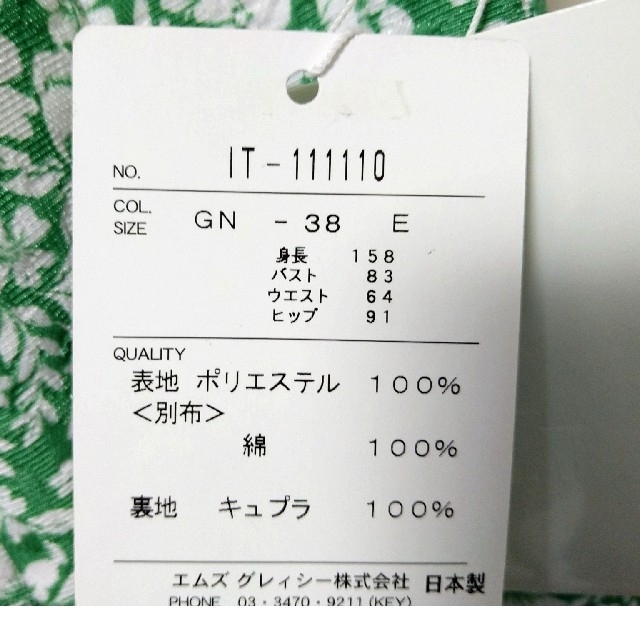 NO. IT-111110
COL.
SIZE GN - 38 E
身長 158
バスト 83
ウエスト 64
ヒップ 91
QUALITY
表地 ポリエステル 100%
<別布>
綿 100%
裏地 キュプラ 100%
エムズ グレィシー株式会社 日本製
PHONE 03・3470・9211(KEY)